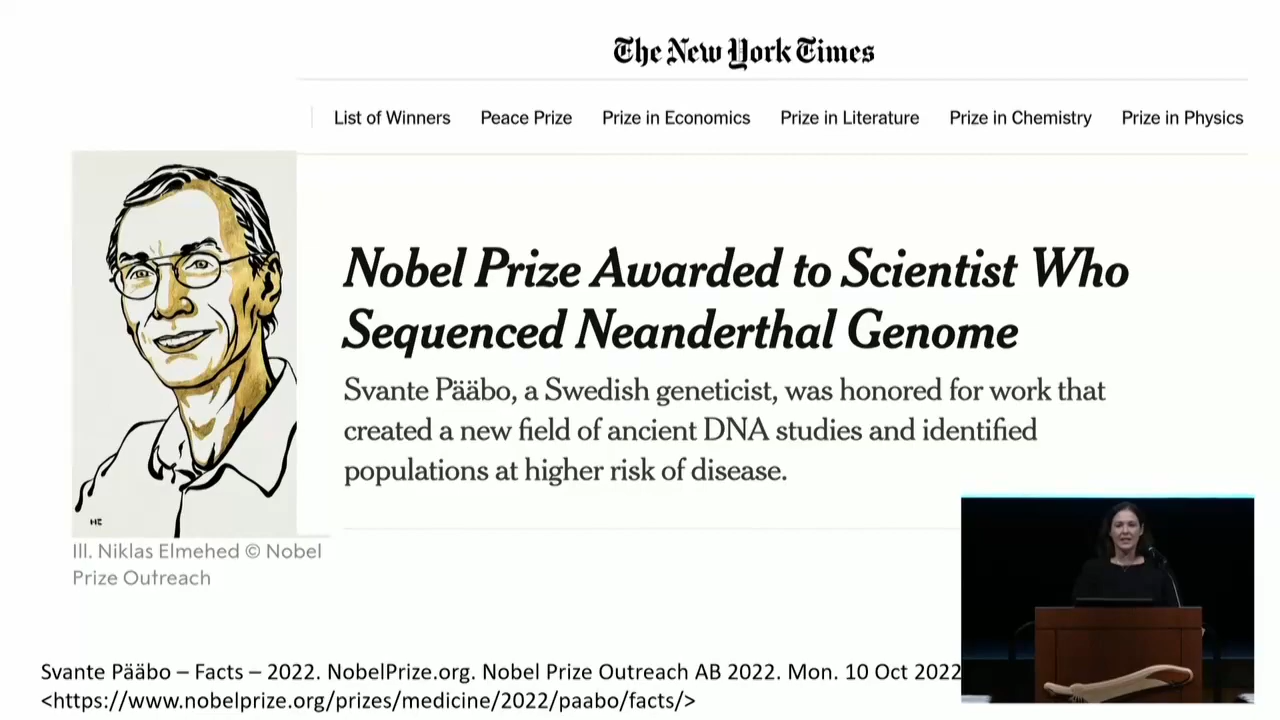 The New York Times
List of Winners Peace Prize Prize in Economics Prize in Literature Prize in Chemistry Prize in Physics
Nobel Prize Awarded to Scientist Who
Sequenced Neanderthal Genome
Svante Pääbo, a Swedish geneticist, was honored for work that
created a new field of ancient DNA studies and identified
populations at higher risk of disease.
Ill. Niklas Elmehed © Nobel
Prize Outreach
Svante Pääbo – Facts – 2022. NobelPrize.org. Nobel Prize Outreach AB 2022. Mon. 10 Oct 2022
<https://www.nobelprize.org/prizes/medicine/2022/paabo/facts/>